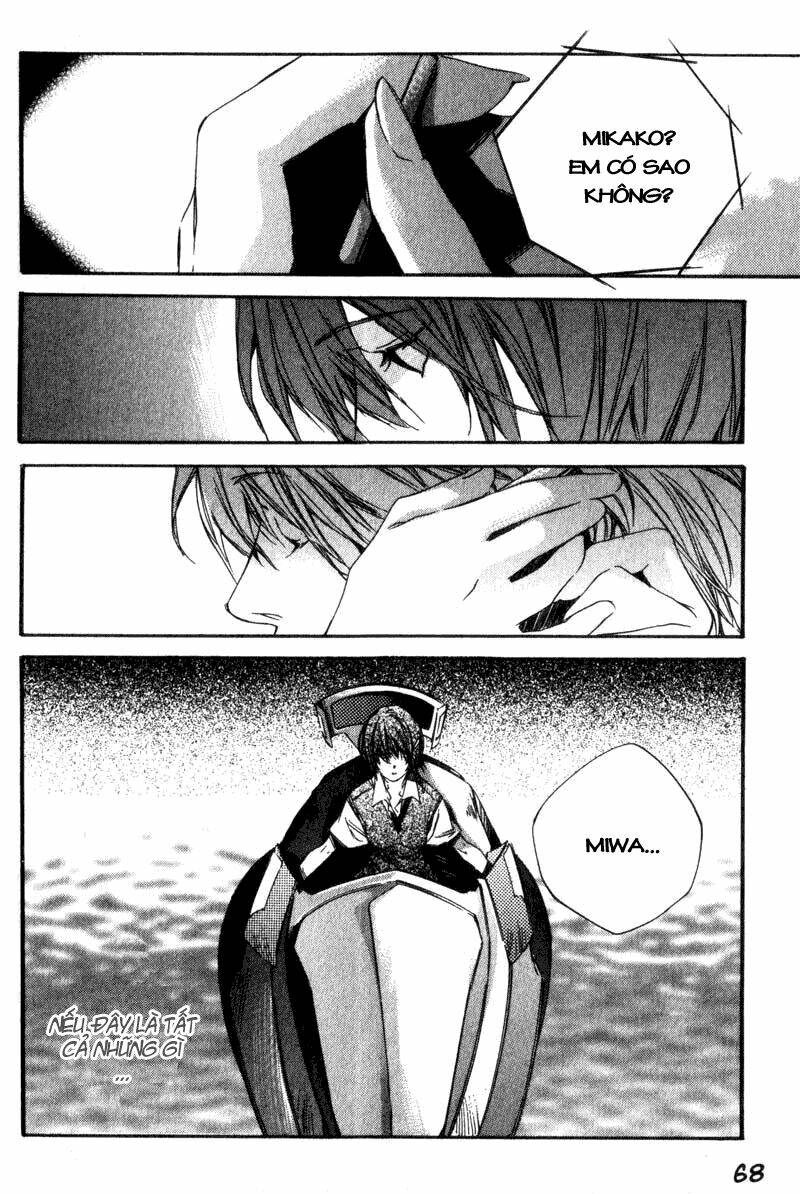 MIKAKO?
EM CÓ SAO
KHÔNG?
MIWA...
NẾU ĐÂY LÀ TẤT
CẢ NHỮNG GÌ
...
68